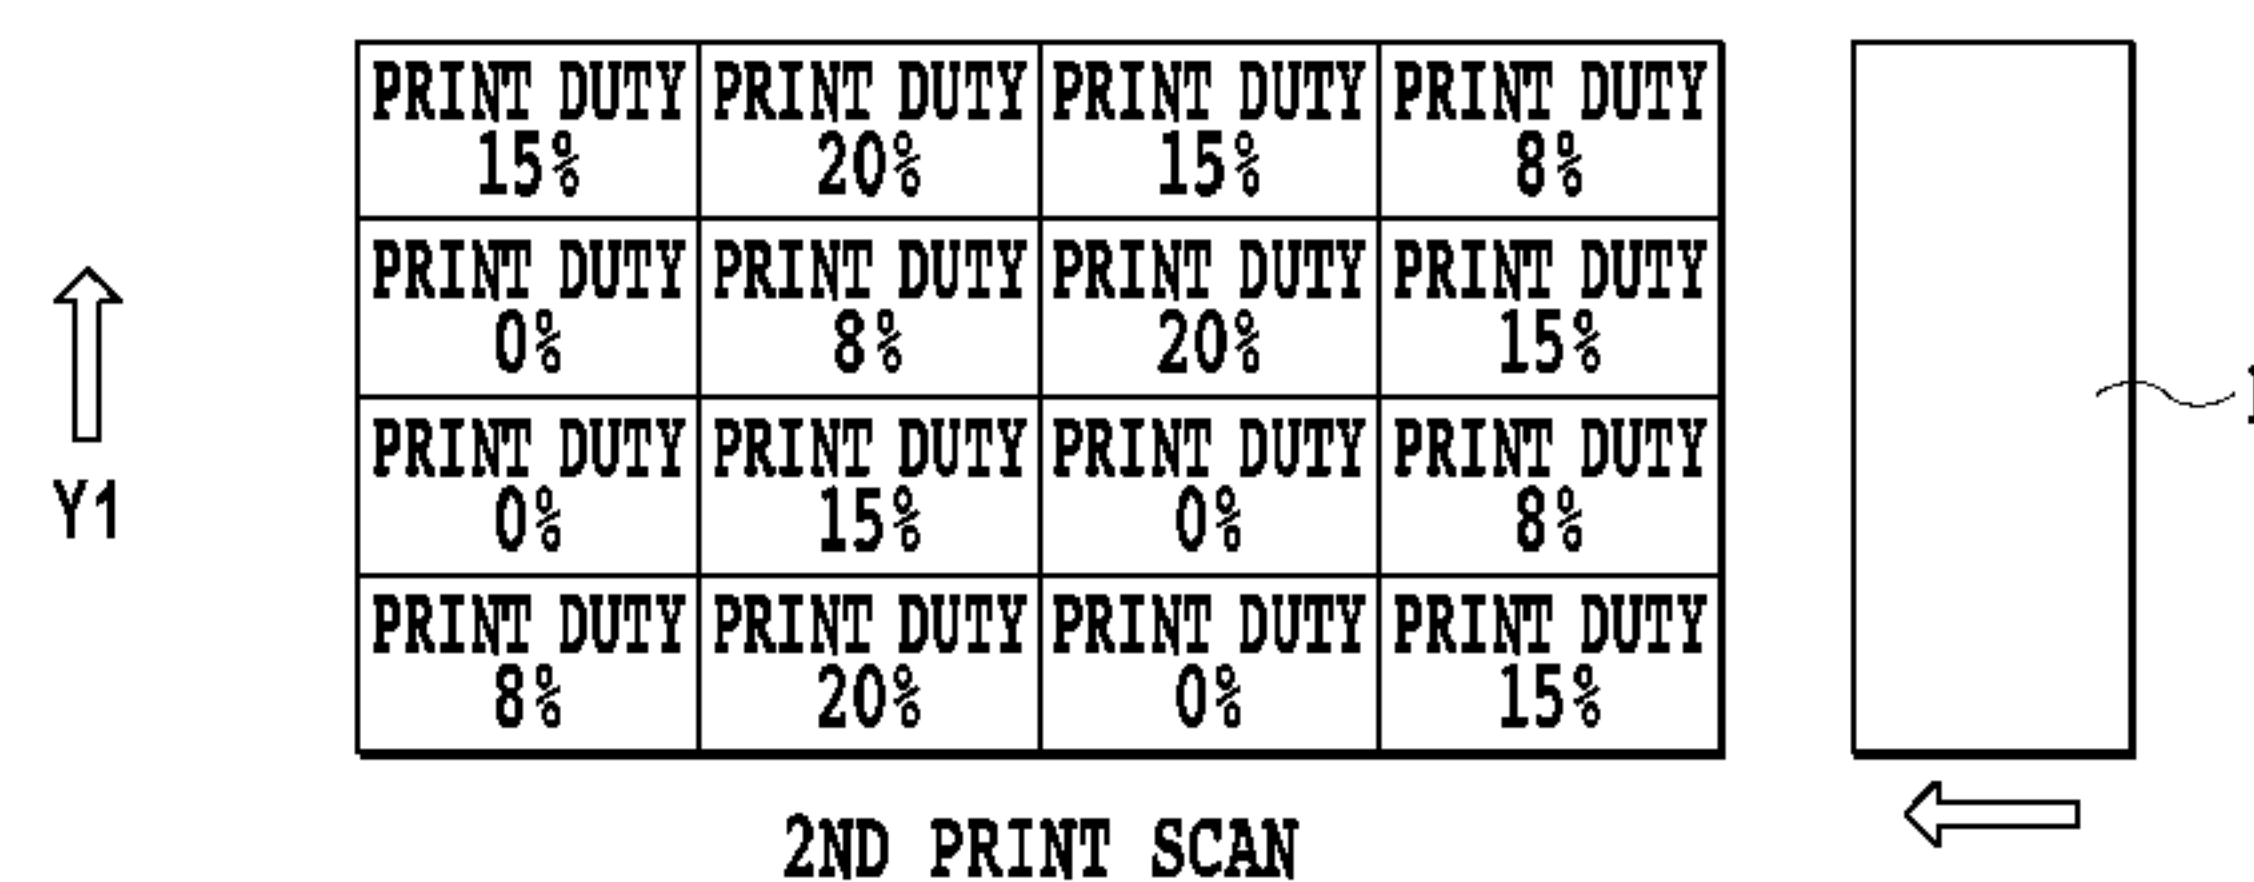 PRINT DUTY PRINT DUTY PRINT DUTY PRINT DUTY
15% 20% 15% 8%
PRINT DUTY PRINT DUTY PRINT DUTY PRINT DUTY
0% 8% 20% 15%
PRINT DUTY PRINT DUTY PRINT DUTY PRINT DUTY
0% 15% 0% 8%
Y1
PRINT DUTY PRINT DUTY PRINT DUTY PRINT DUTY
8% 20% 0% 15%
2ND PRINT SCAN